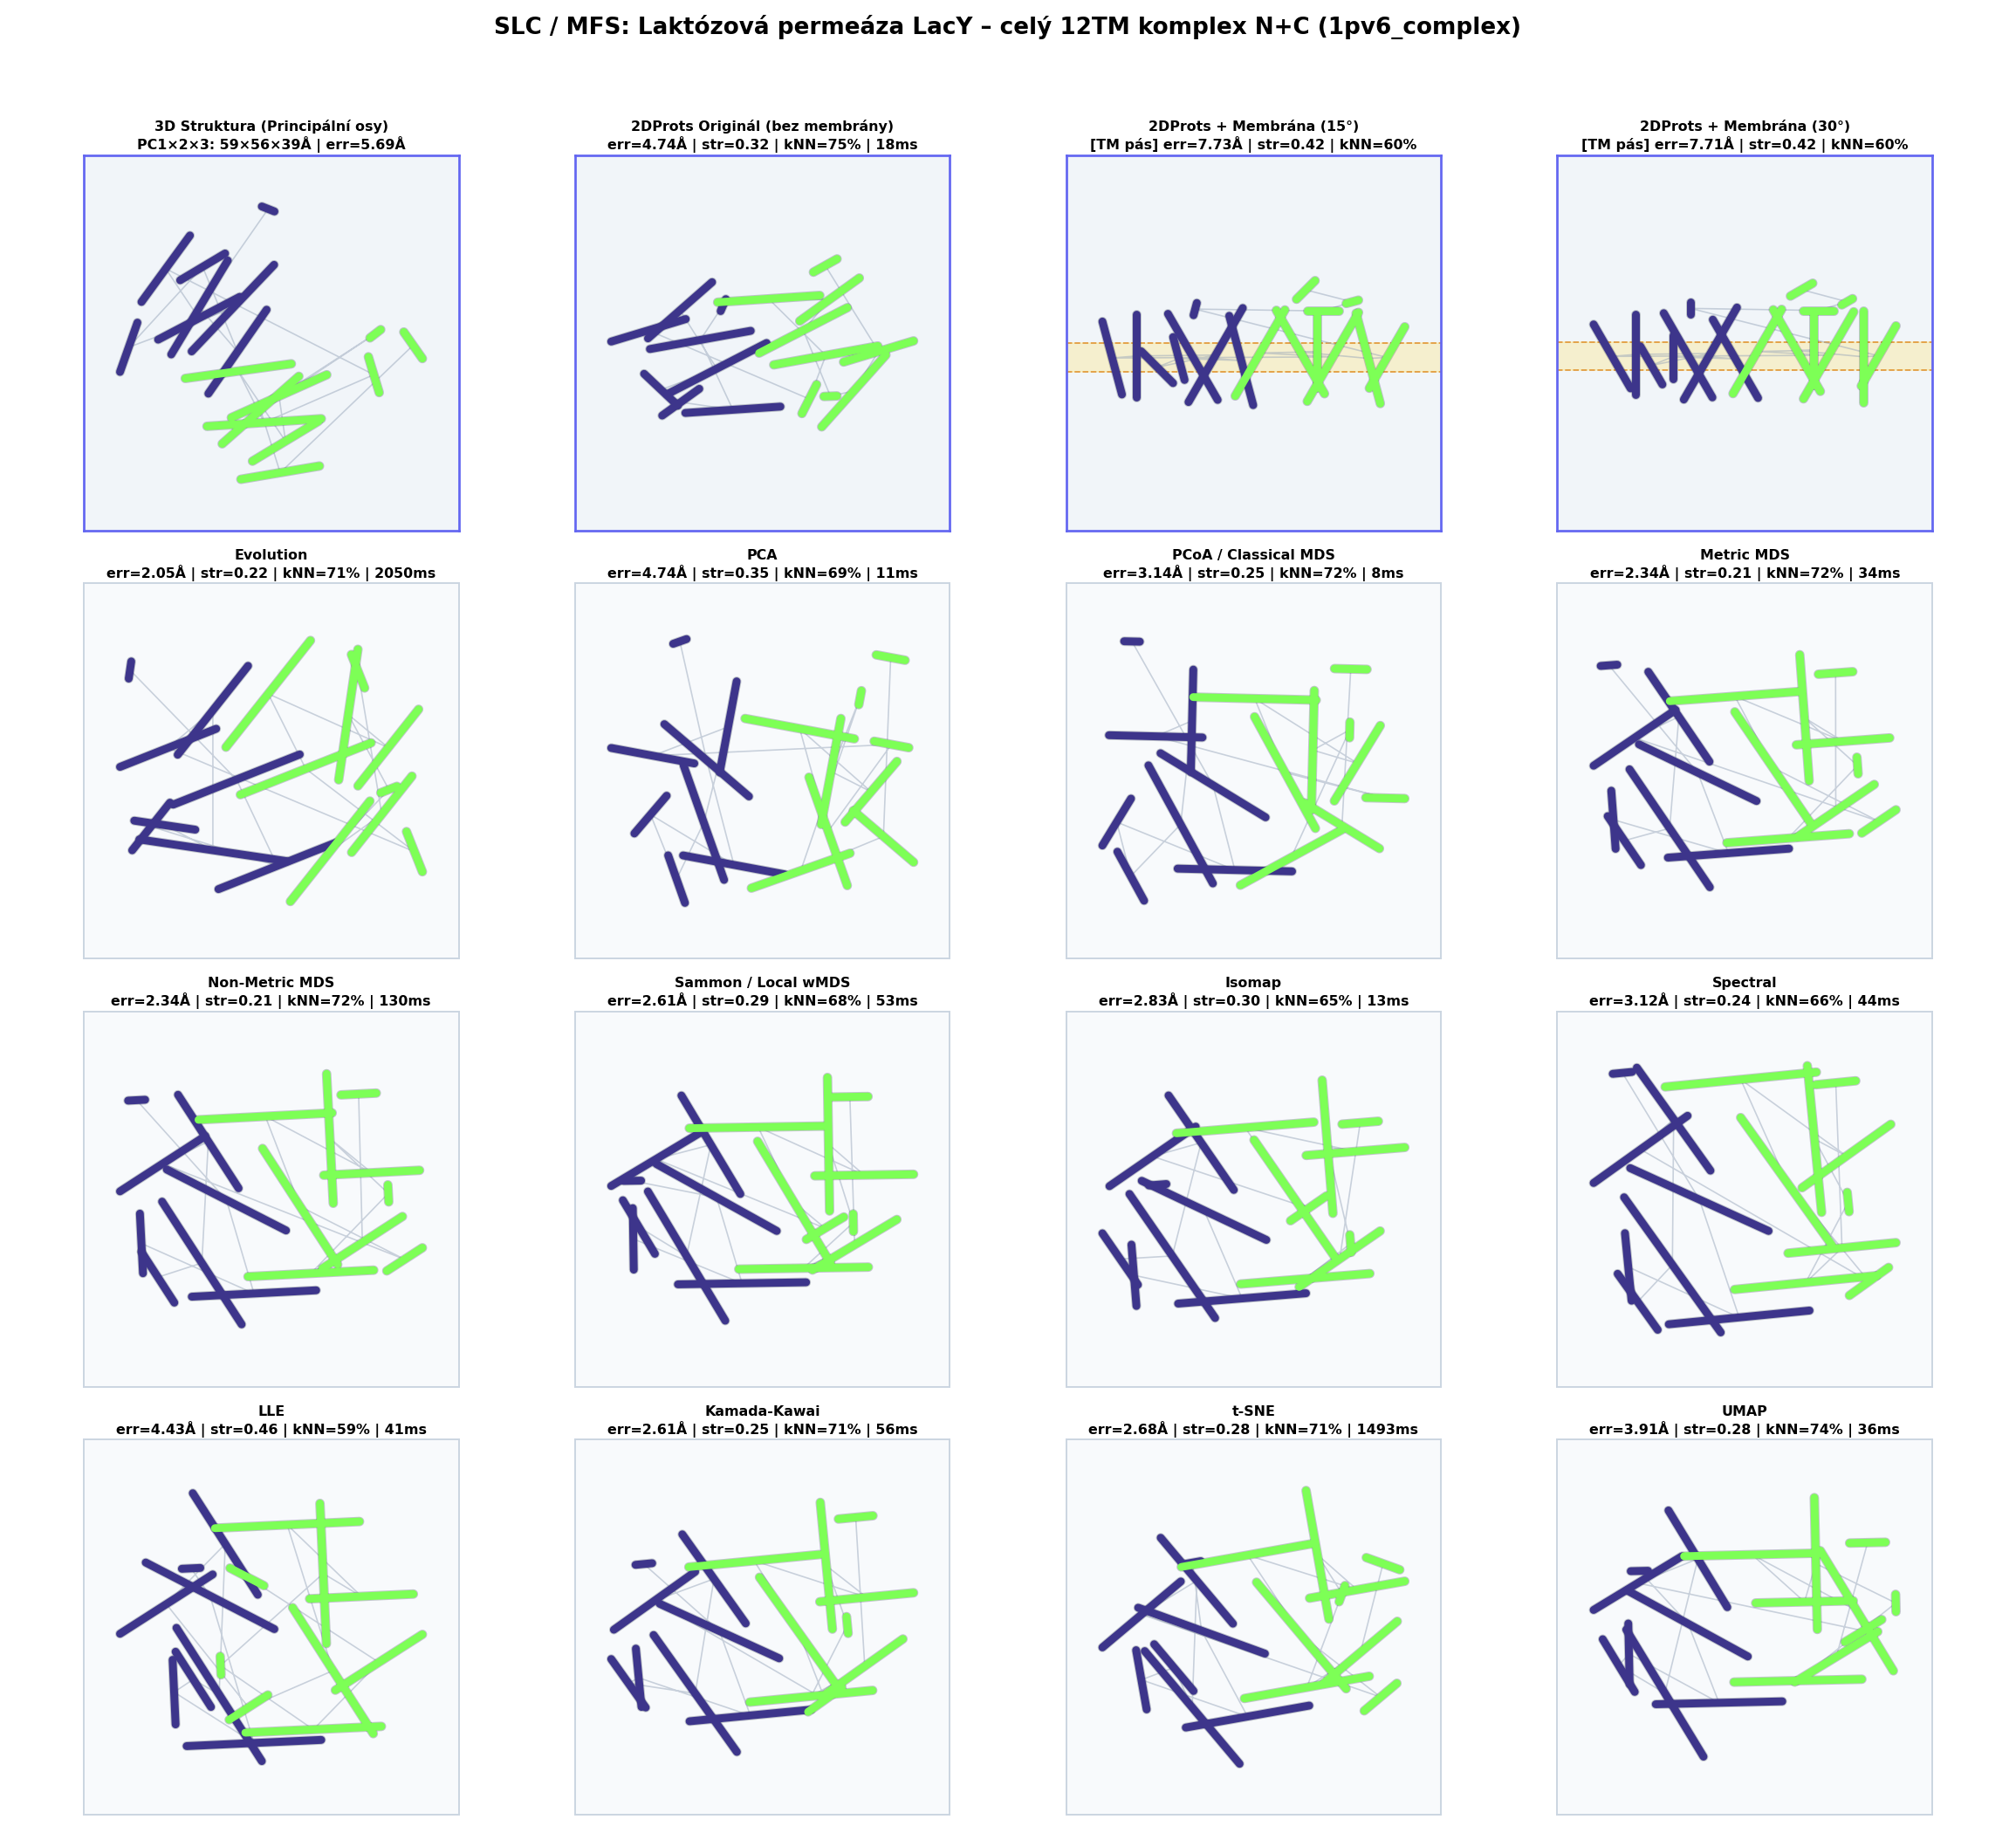 SLC / MFS: Laktózová permeáza LacY – celý 12TM komplex N+C (1pv6_complex)
3D Struktura (Principální osy)
PC1×2×3: 59×56×39Å | err=5.69Å
2DProts Originál (bez membrány)
err=4.74Å | str=0.32 | kNN=75% | 18ms
2DProts + Membrána (15°)
[TM pás] err=7.73Å | str=0.42 | kNN=60%
2DProts + Membrána (30°)
[TM pás] err=7.71Å | str=0.42 | kNN=60%
Evolution
err=2.05Å | str=0.22 | kNN=71% | 2050ms
PCA
err=4.74Å | str=0.35 | kNN=69% | 11ms
PCoA / Classical MDS
err=3.14Å | str=0.25 | kNN=72% | 8ms
Metric MDS
err=2.34Å | str=0.21 | kNN=72% | 34ms
Non-Metric MDS
err=2.34Å | str=0.21 | kNN=72% | 130ms
Sammon / Local wMDS
err=2.61Å | str=0.29 | kNN=68% | 53ms
Isomap
err=2.83Å | str=0.30 | kNN=65% | 13ms
Spectral
err=3.12Å | str=0.24 | kNN=66% | 44ms
LLE
err=4.43Å | str=0.46 | kNN=59% | 41ms
Kamada-Kawai
err=2.61Å | str=0.25 | kNN=71% | 56ms
t-SNE
err=2.68Å | str=0.28 | kNN=71% | 1493ms
UMAP
err=3.91Å | str=0.28 | kNN=74% | 36ms